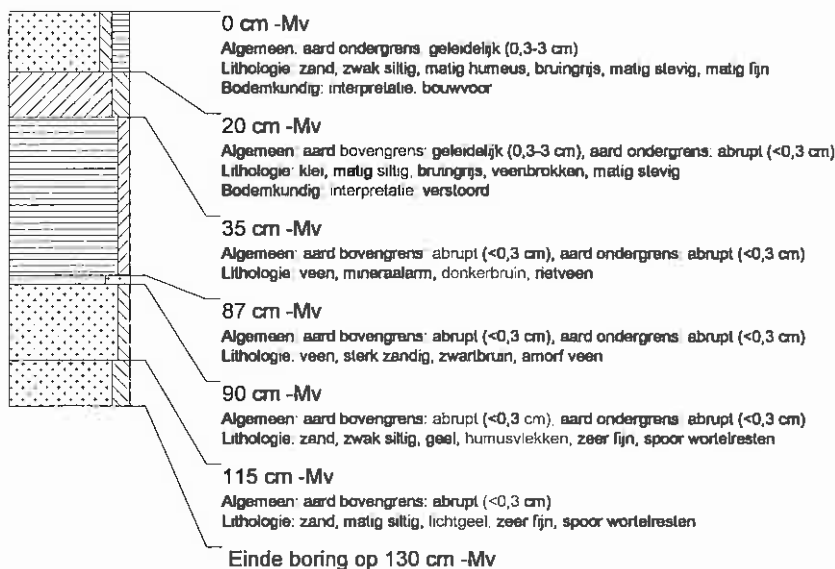 0 cm -Mv
Algemeen: aard ondergrens: geleidelijk (0,3-3 cm)
Lithologie: zand, zwak siltig, matig humeus, bruingrijs, matig stevig, matig fijn
Bodemkundig: interpretatie: bouwvoor
20 cm -Mv
Algemeen: aard bovengrens: geleidelijk (0,3-3 cm), aard ondergrens: abrupt (<0,3 cm)
Lithologie: klei, matig siltig, bruingrijs, veenbrokken, matig stevig
Bodemkundig: interpretatie: verstoord
35 cm -Mv
Algemeen: aard bovengrens: abrupt (<0,3 cm), aard ondergrens: abrupt (<0,3 cm)
Lithologie: veen, mineraalarm, donkerbruin, rietveen
87 cm -Mv
Algemeen: aard bovengrens: abrupt (<0,3 cm), aard ondergrens: abrupt (<0,3 cm)
Lithologie: veen, sterk zandig, zwartbruin, amorf veen
90 cm -Mv
Algemeen: aard bovengrens: abrupt (<0,3 cm), aard ondergrens: abrupt (<0,3 cm)
Lithologie: zand, zwak siltig, geel, humusvlekken, zeer fijn, spoor wortelresten
115 cm -Mv
Algemeen: aard bovengrens: abrupt (<0,3 cm)
Lithologie: zand, matig siltig, lichtgeel, zeer fijn, spoor wortelresten
Einde boring op 130 cm -Mv